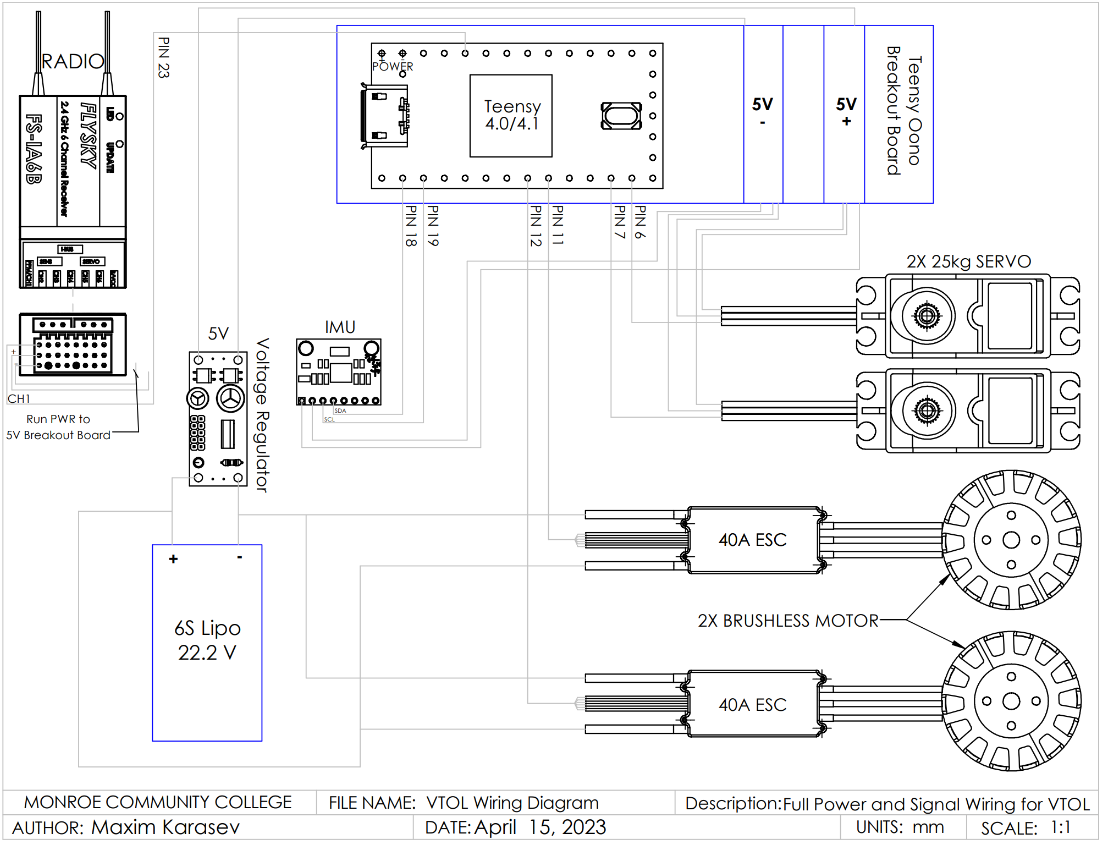 RADIO
PIN 23
LED
UPDATE
FLYSKY
2.4 GHz 6 Channel Receiver
FS-IA6B
I-BUS
SENS
SERVO
CH1
Run PWR to
5V Breakout Board
5V
Voltage Regulator
IMU
SDA
SCL
POWER
Teensy
4.0/4.1
5V
-
5V
+
Teensy Oono
Breakout Board
PIN 18
PIN 19
PIN 12
PIN 11
PIN 7
PIN 6
2X 25kg SERVO
40A ESC
2X BRUSHLESS MOTOR
40A ESC
+ -
6S Lipo
22.2 V
MONROE COMMUNITY COLLEGE
FILE NAME: VTOL Wiring Diagram
Description:Full Power and Signal Wiring for VTOL
AUTHOR: Maxim Karasev
DATE:April 15, 2023
UNITS: mm
SCALE: 1:1